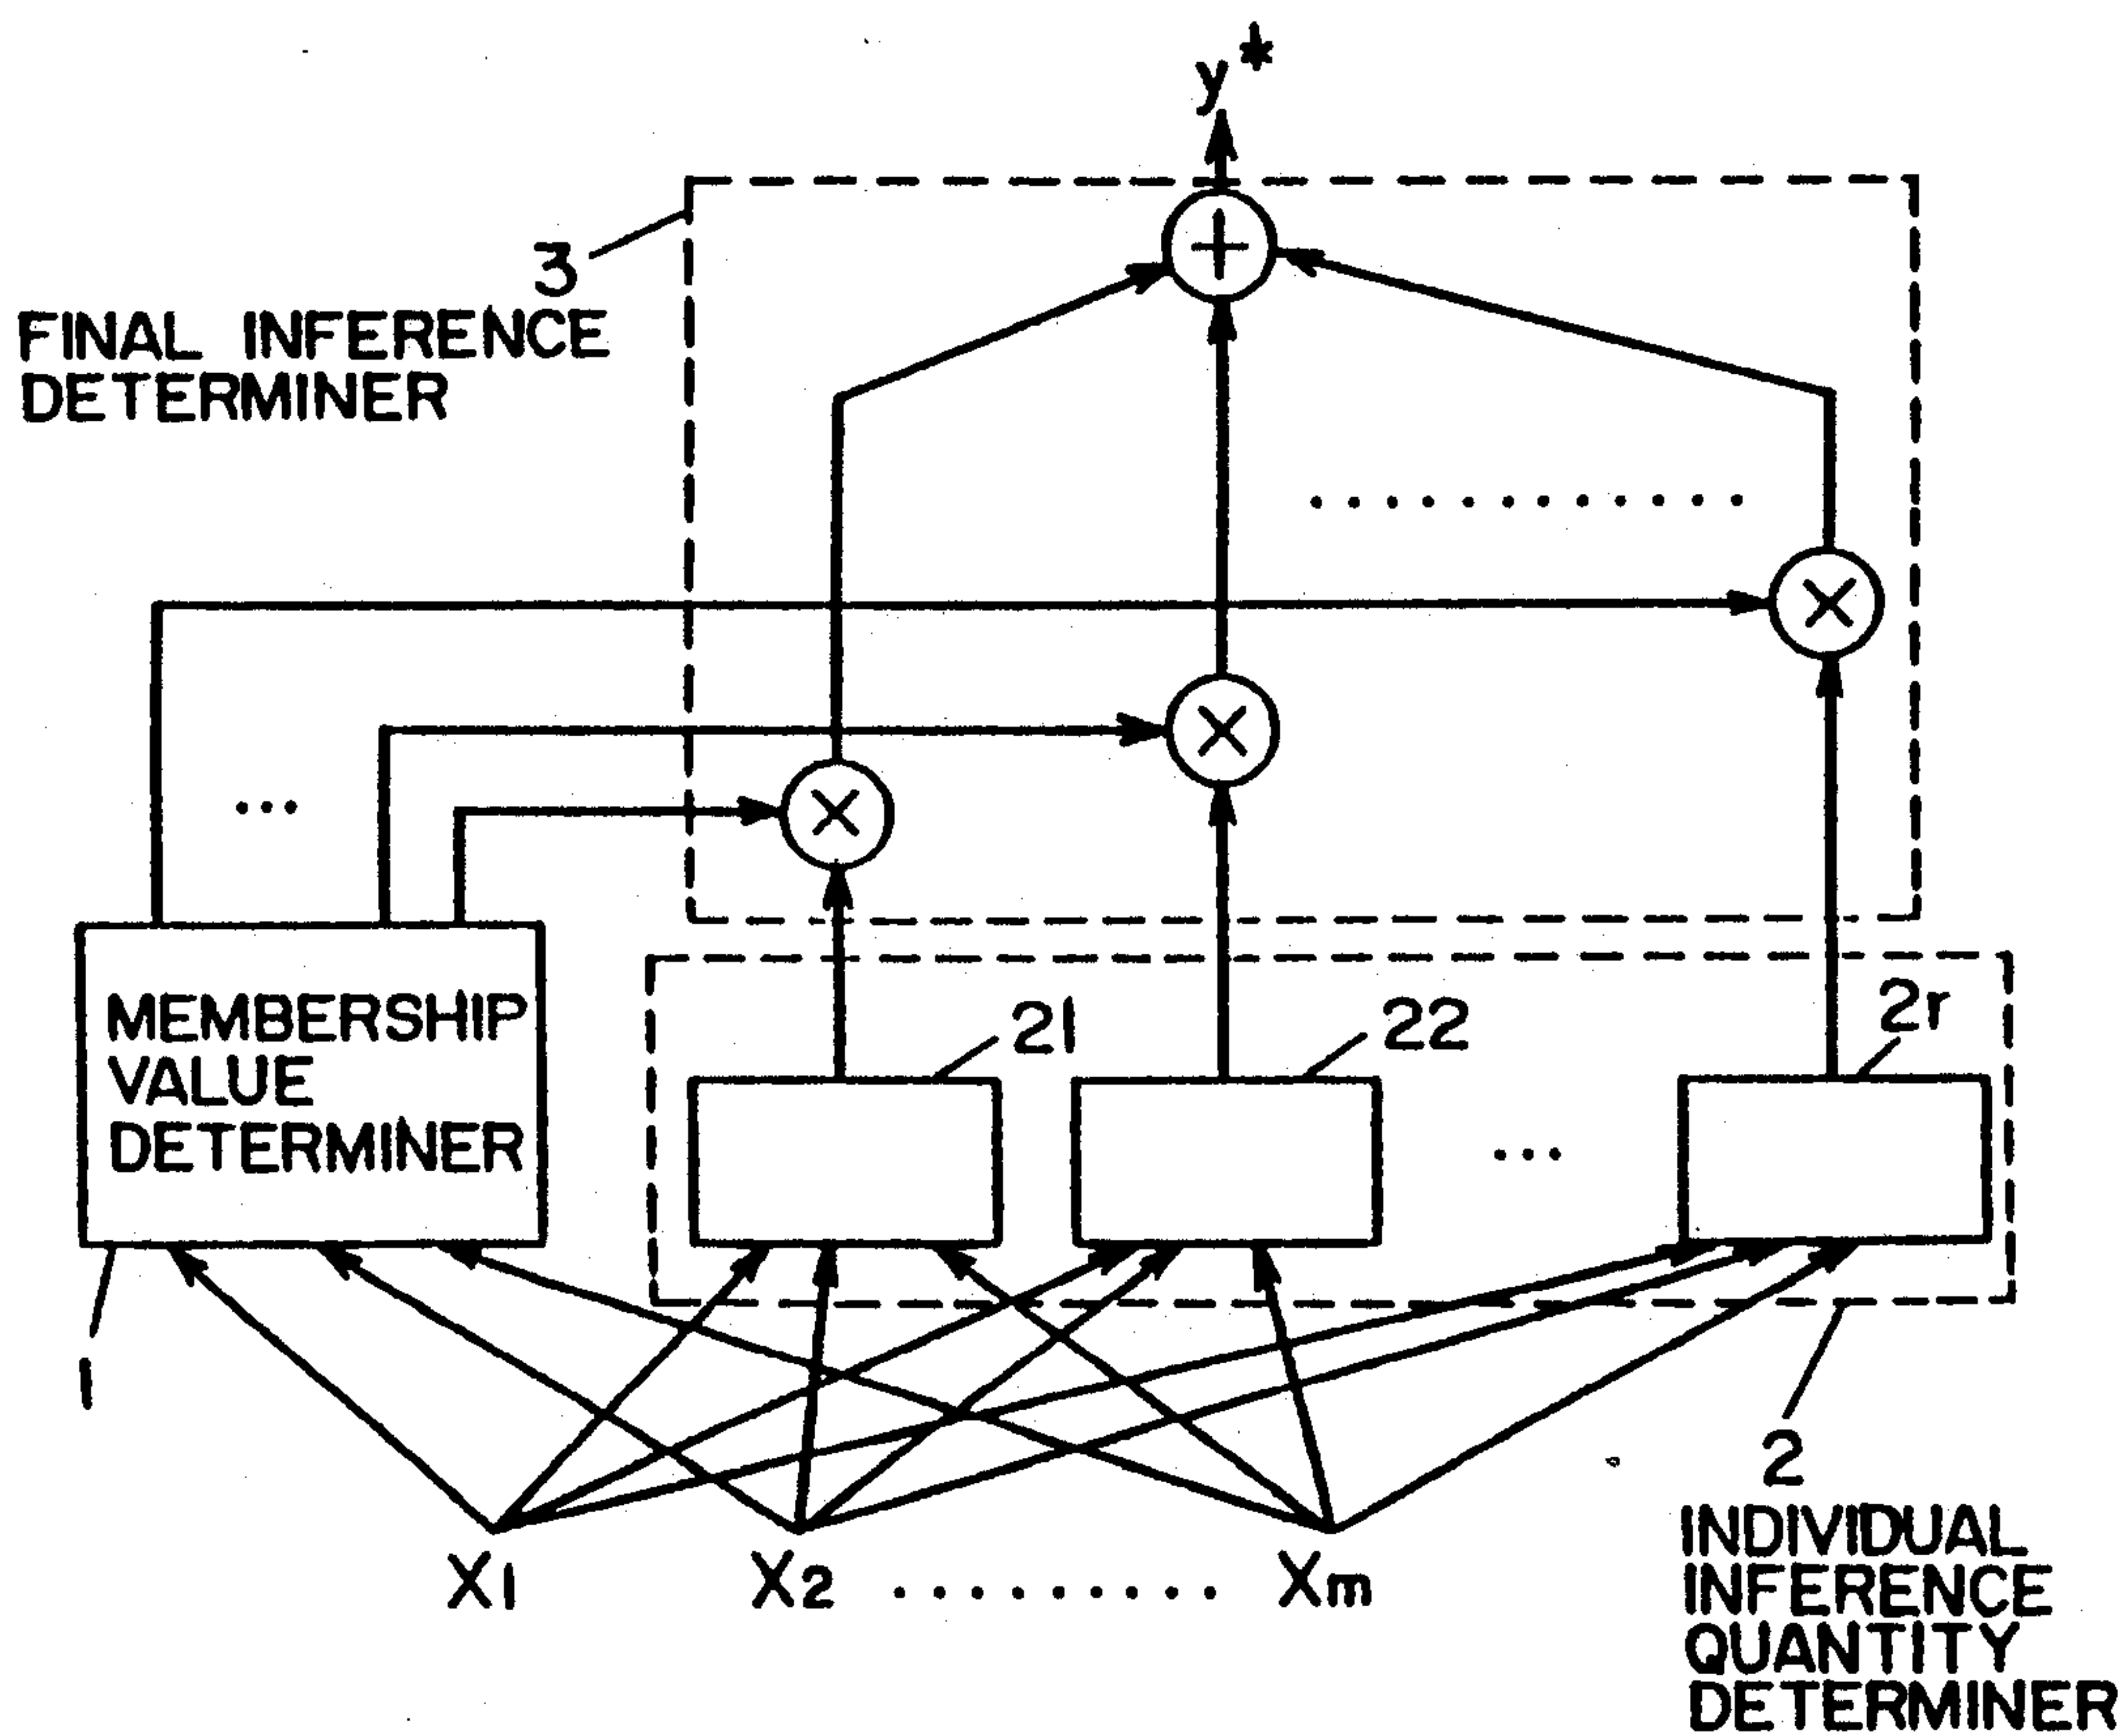 y*
+
3
FINAL INFERENCE
DETERMINER
.............
×
×
...
×
MEMBERSHIP
VALUE
DETERMINER
21
22
2r
...
1
2
X1
X2 ......... Xm
INDIVIDUAL
INFERENCE
QUANTITY
DETERMINER